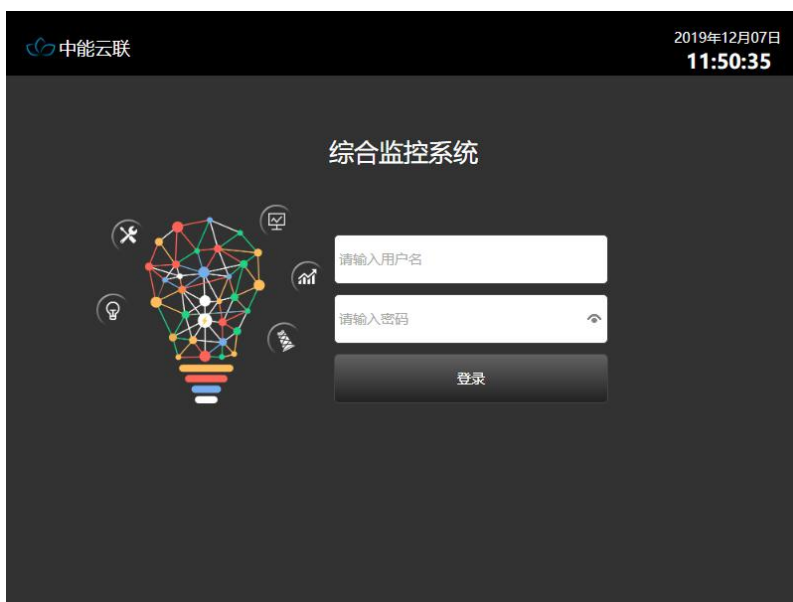 中能云联
2019年12月07日
11:50:35
综合监控系统
请输入用户名
请输入密码
登录